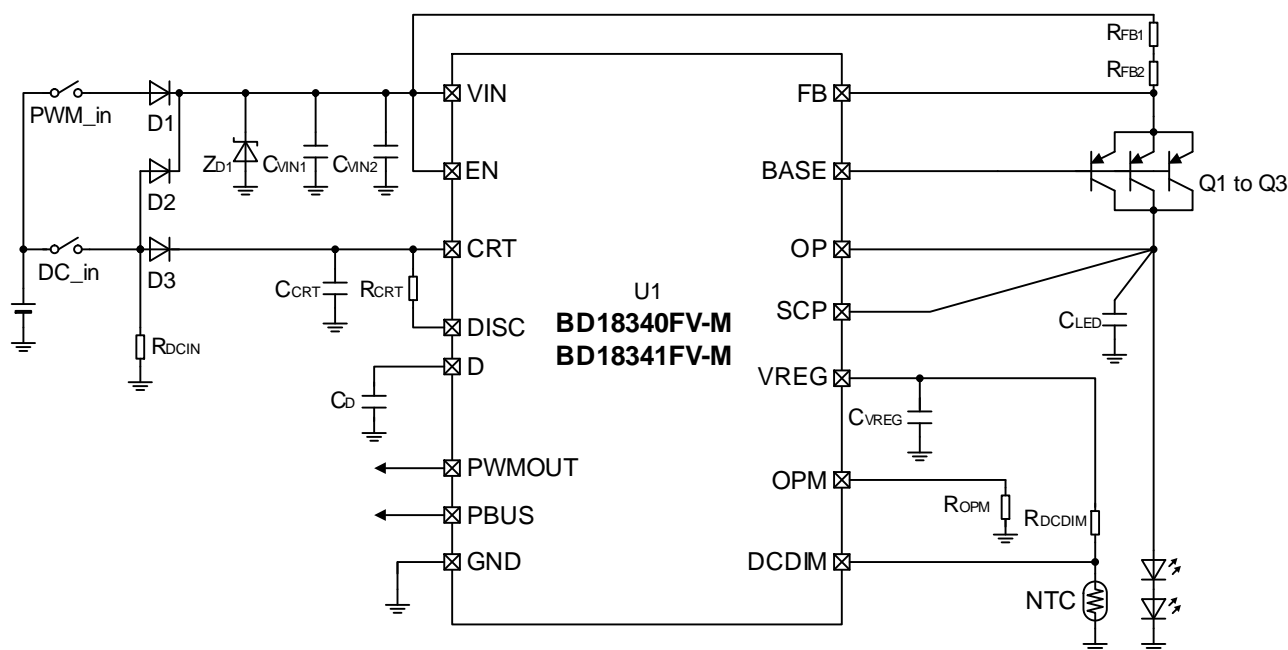 RFB1
RFB2
PWM_in
D1
D2
DC_in
D3
RDCIN
ZD1
CVIN1
CVIN2
CCRT
RCRT
CD
VIN
EN
CRT
DISC
D
PWMOUT
PBUS
GND
U1
BD18340FV-M
BD18341FV-M
FB
BASE
OP
SCP
VREG
OPM
DCDIM
Q1 to Q3
CLED
CVREG
ROPM
RDCDIM
NTC